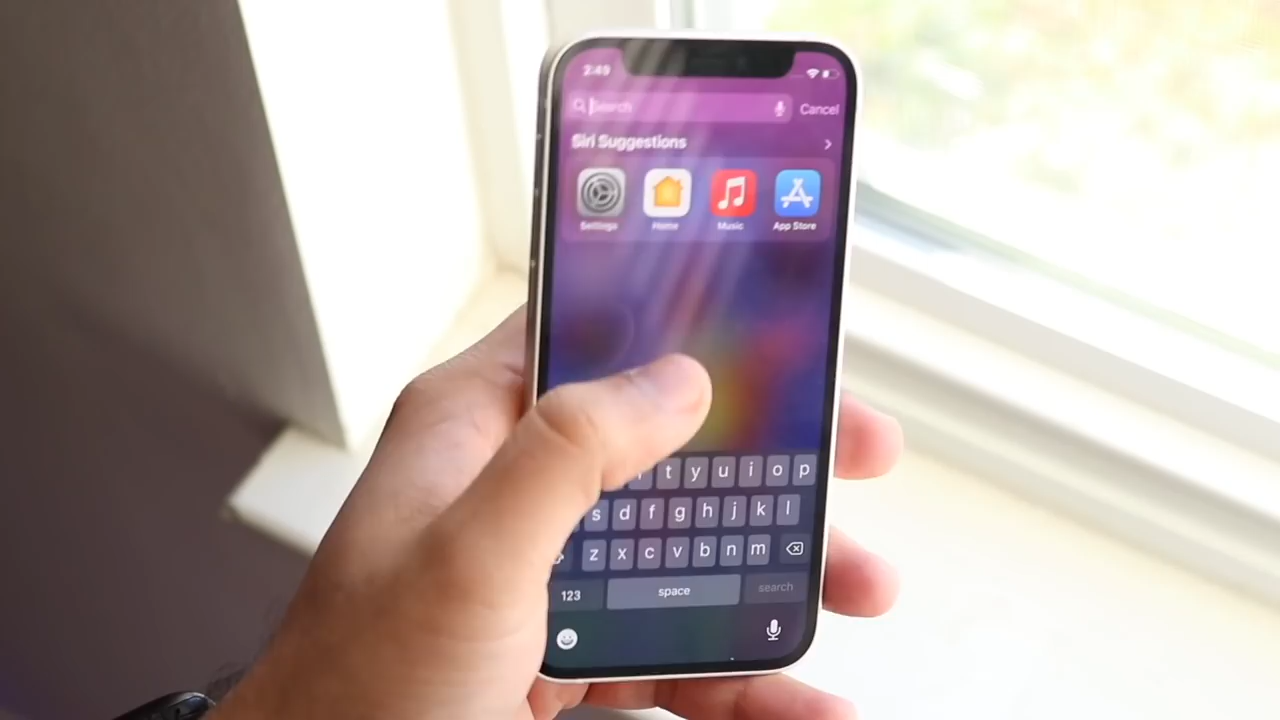 2:49
Search Cancel
Siri Suggestions
Settings Home Music App Store
t y u i o p
s d f g h j k l
z x c v b n m
123 space search